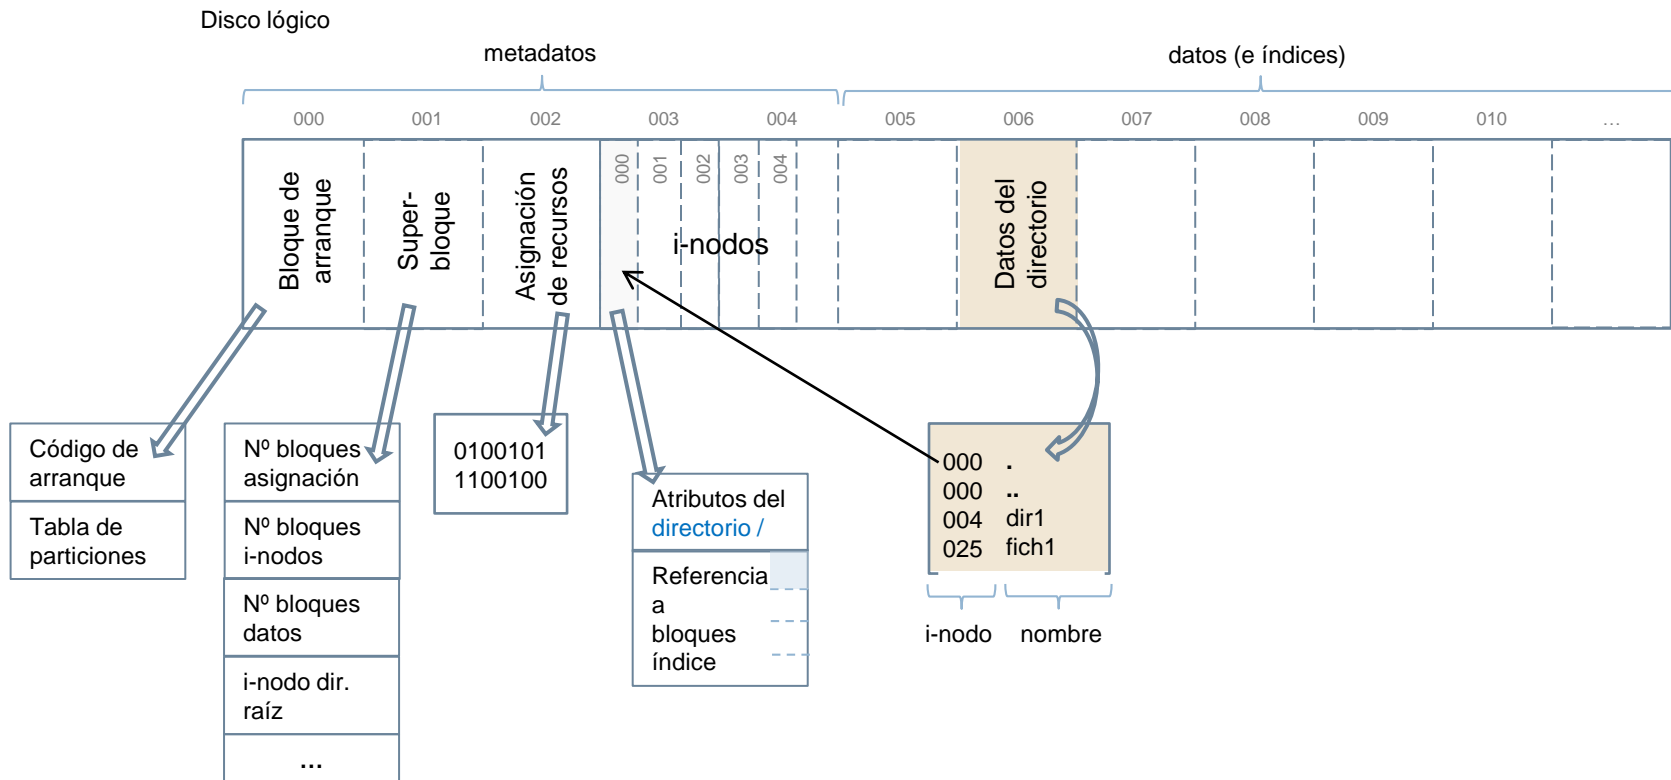 Disco lógico
metadatos
datos (e índices)
000 001 002 003 004 005 006 007 008 009 010 ...
Bloque de
arranque
Super-
bloque
Asignación
de recursos
000
001
002
003
004
i-nodos
Datos del
directorio
Código de
arranque
Tabla de
particiones
Nº bloques
asignación
Nº bloques
i-nodos
Nº bloques
datos
i-nodo dir.
raíz
...
0100101
1100100
Atributos del
directorio /
Referencia
a
bloques
índice
000 .
000 ..
004 dir1
025 fich1
i-nodo nombre